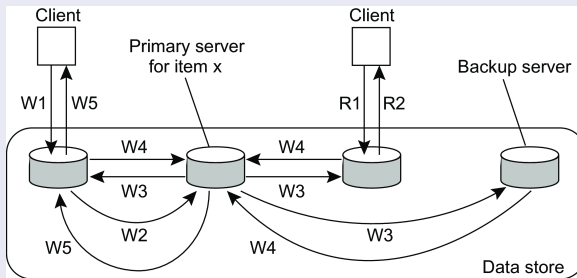 Client
Client
Primary server
for item x
Backup server
W1
W5
R1
R2
W4
W4
W3
W3
W2
W3
W5
W4
Data store